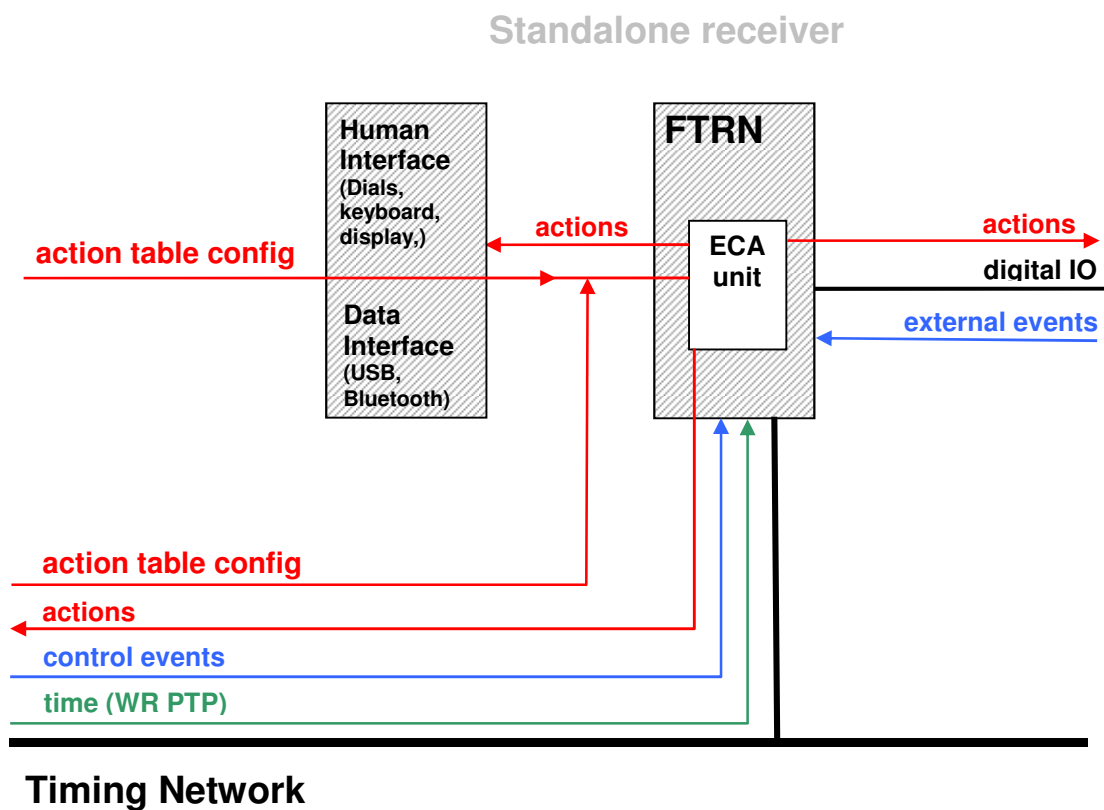 Standalone receiver
Human
Interface
(Dials,
keyboard,
display,)
Data
Interface
(USB,
Bluetooth)
FTRN
ECA
unit
actions
action table config
actions
digital IO
external events
action table config
actions
control events
time (WR PTP)
Timing Network